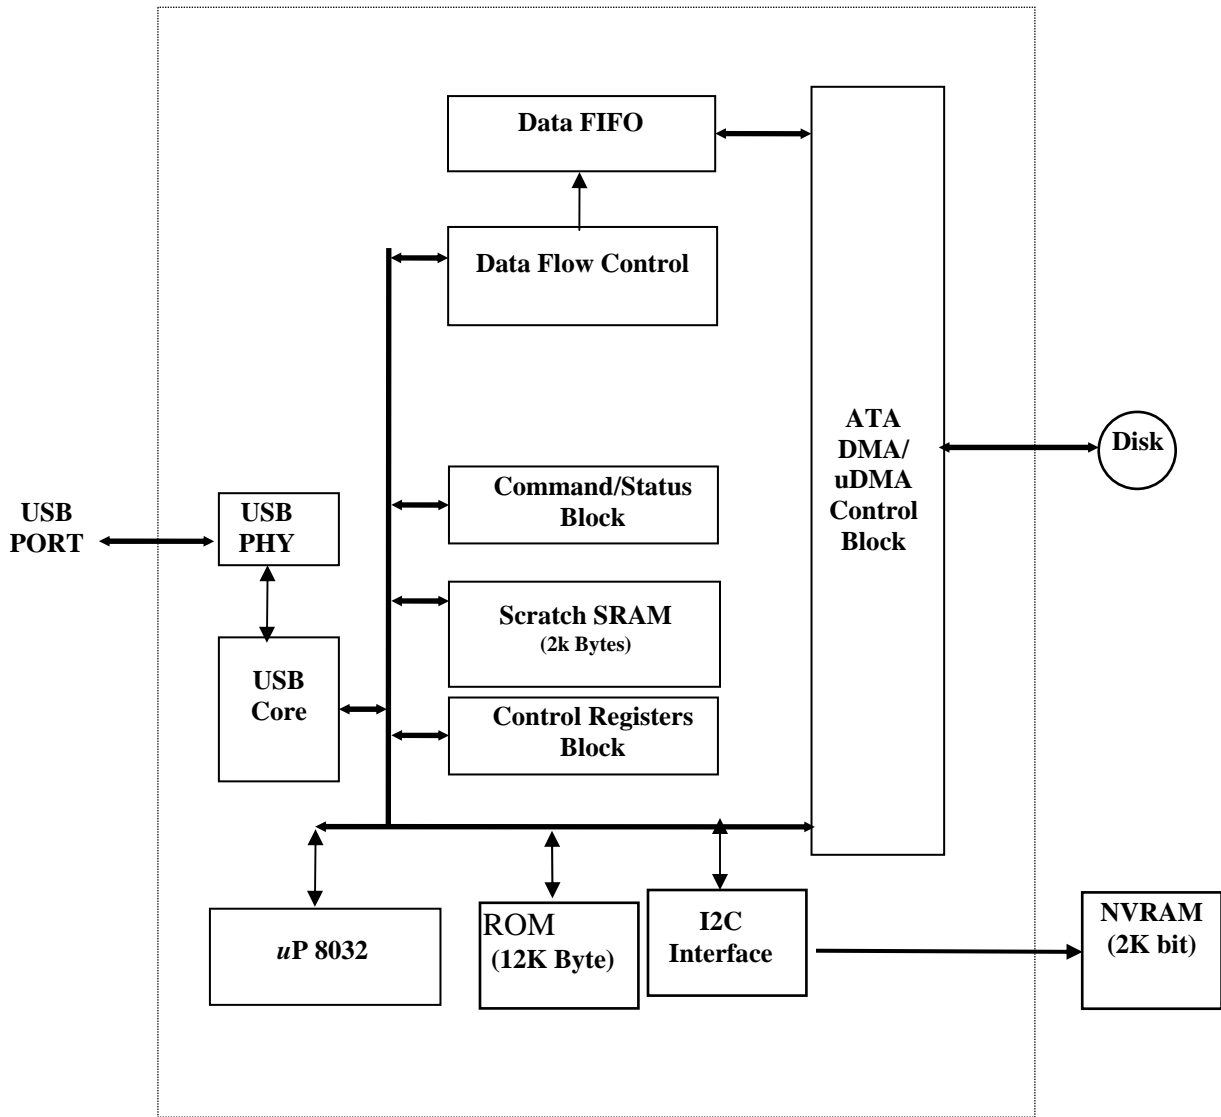 Data FIFO
Data Flow Control
ATA
DMA/
uDMA
Control
Block
Disk
Command/Status
Block
USB
PORT
USB
PHY
Scratch SRAM
(2k Bytes)
USB
Core
Control Registers
Block
uP 8032
ROM
(12K Byte)
I2C
Interface
NVRAM
(2K bit)